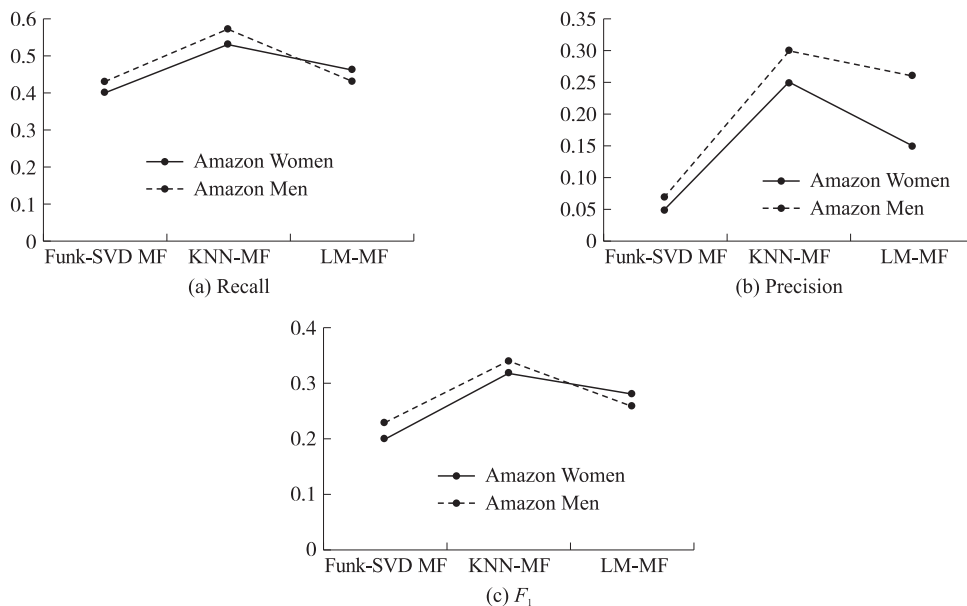 0.6
0.5
0.4
0.3
0.2
0.1
0
Amazon Women
Amazon Men
Funk-SVD MF KNN-MF LM-MF
(a) Recall
0.35
0.30
0.25
0.20
0.15
0.10
0.05
0
Amazon Women
Amazon Men
Funk-SVD MF KNN-MF LM-MF
(b) Precision
0.4
0.3
0.2
0.1
0
Amazon Women
Amazon Men
Funk-SVD MF KNN-MF LM-MF
(c) F₁